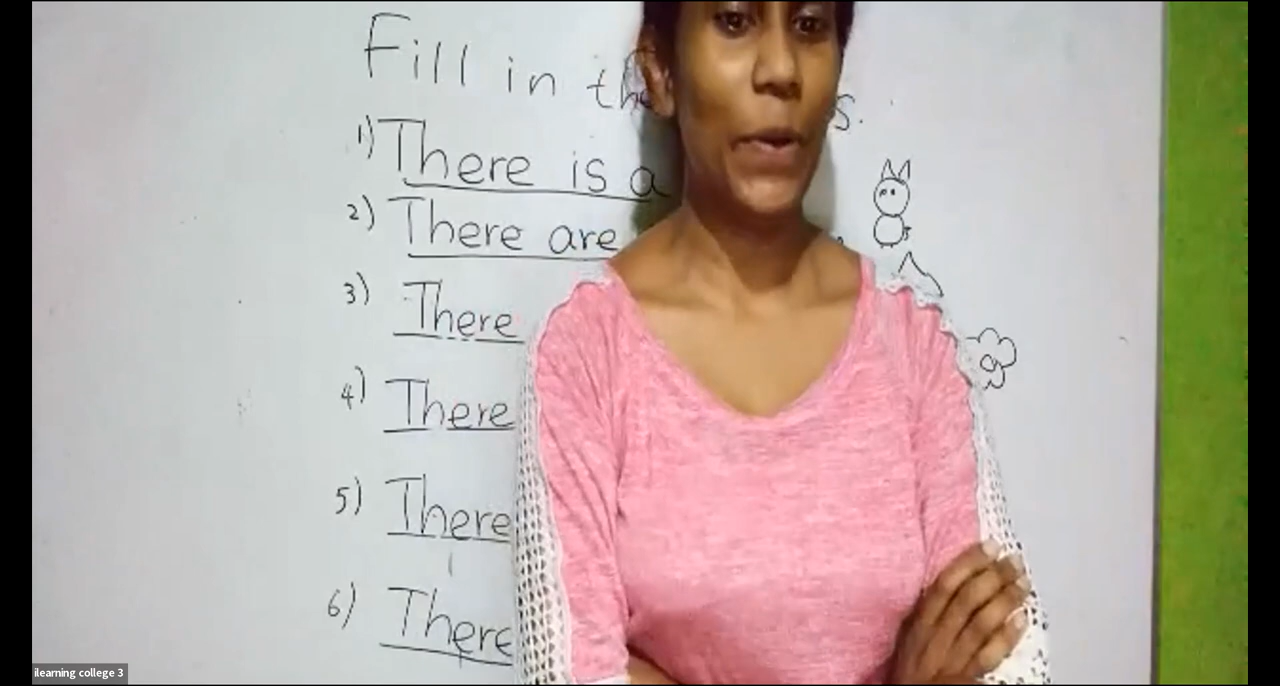 Fill in
1) There is a
2) There are
3) There
4) There
5) There
6) There
ilearning college 3